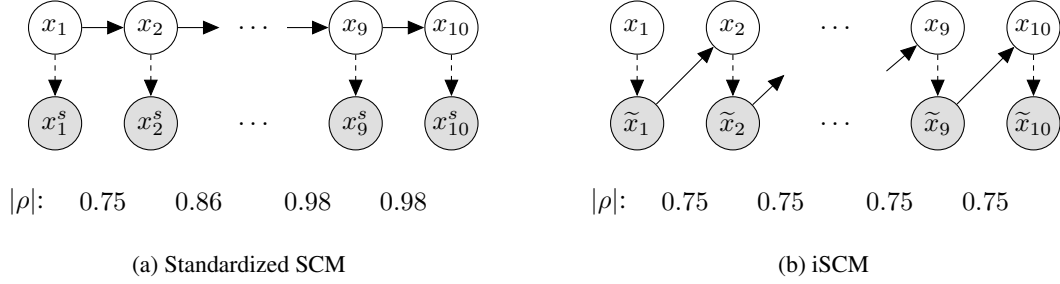 x₁ x₂ ··· x₉ x₁₀
x₁ˢ x₂ˢ ··· x₉ˢ x₁₀ˢ
|ρ|: 0.75 0.86 0.98 0.98
(a) Standardized SCM
x₁ x₂ ··· x₉ x₁₀
x̃₁ x̃₂ ··· x̃₉ x̃₁₀
|ρ|: 0.75 0.75 0.75 0.75
(b) iSCM